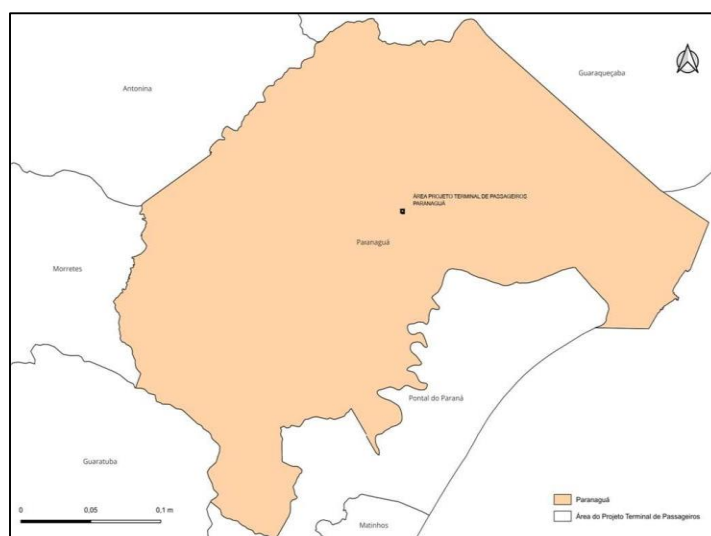 Guaraqueçaba
Antonina
ÁREA PROJETO TERMINAL DE PASSAGEIROS
PARANAGUÁ
Paranaguá
Morretes
Pontal do Paraná
Guaratuba
Matinhos
0 0,05 0,1 m
Paranaguá
Área do Projeto Terminal de Passageiros